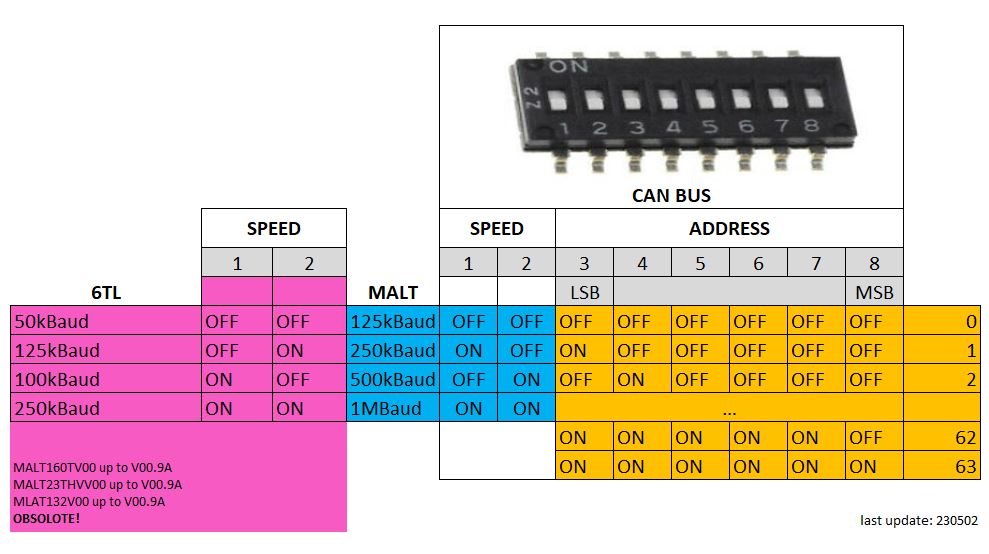 ON
Z 2
1 2 3 4 5 6 7 8
CAN BUS
SPEED SPEED ADDRESS
1 2 1 2 3 4 5 6 7 8
6TL MALT LSB MSB
50kBaud OFF OFF 125kBaud OFF OFF OFF OFF OFF OFF OFF OFF 0
125kBaud OFF ON 250kBaud ON OFF ON OFF OFF OFF OFF OFF 1
100kBaud ON OFF 500kBaud OFF ON OFF ON OFF OFF OFF OFF 2
250kBaud ON ON 1MBaud ON ON ...
ON ON ON ON ON OFF 62
MALT160TV00 up to V00.9A ON ON ON ON ON ON 63
MALT23THVV00 up to V00.9A
MLAT132V00 up to V00.9A
OBSOLOTE!
last update: 230502